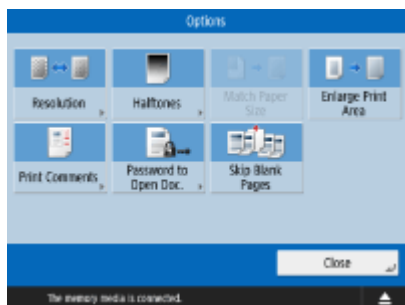 Options
Resolution
Halftones
Match Paper
Size
Enlarge Print
Area
Print Comments
Password to
Open Doc.
Skip Blank
Pages
Close
The memory media is connected.